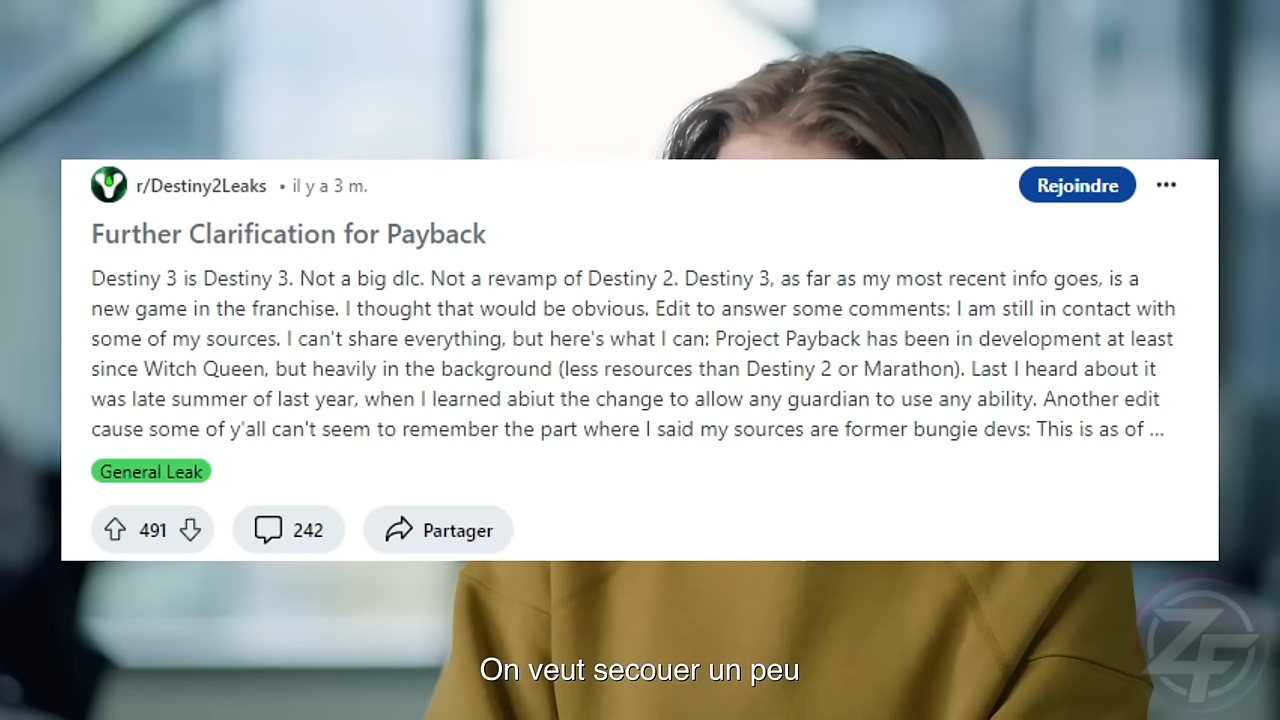 r/Destiny2Leaks • il y a 3 m.
Rejoindre
Further Clarification for Payback
Destiny 3 is Destiny 3. Not a big dlc. Not a revamp of Destiny 2. Destiny 3, as far as my most recent info goes, is a
new game in the franchise. I thought that would be obvious. Edit to answer some comments: I am still in contact with
some of my sources. I can't share everything, but here's what I can: Project Payback has been in development at least
since Witch Queen, but heavily in the background (less resources than Destiny 2 or Marathon). Last I heard about it
was late summer of last year, when I learned abiut the change to allow any guardian to use any ability. Another edit
cause some of y'all can't seem to remember the part where I said my sources are former bungie devs: This is as of ...
General Leak
491
242
Partager
On veut secouer un peu
ZF